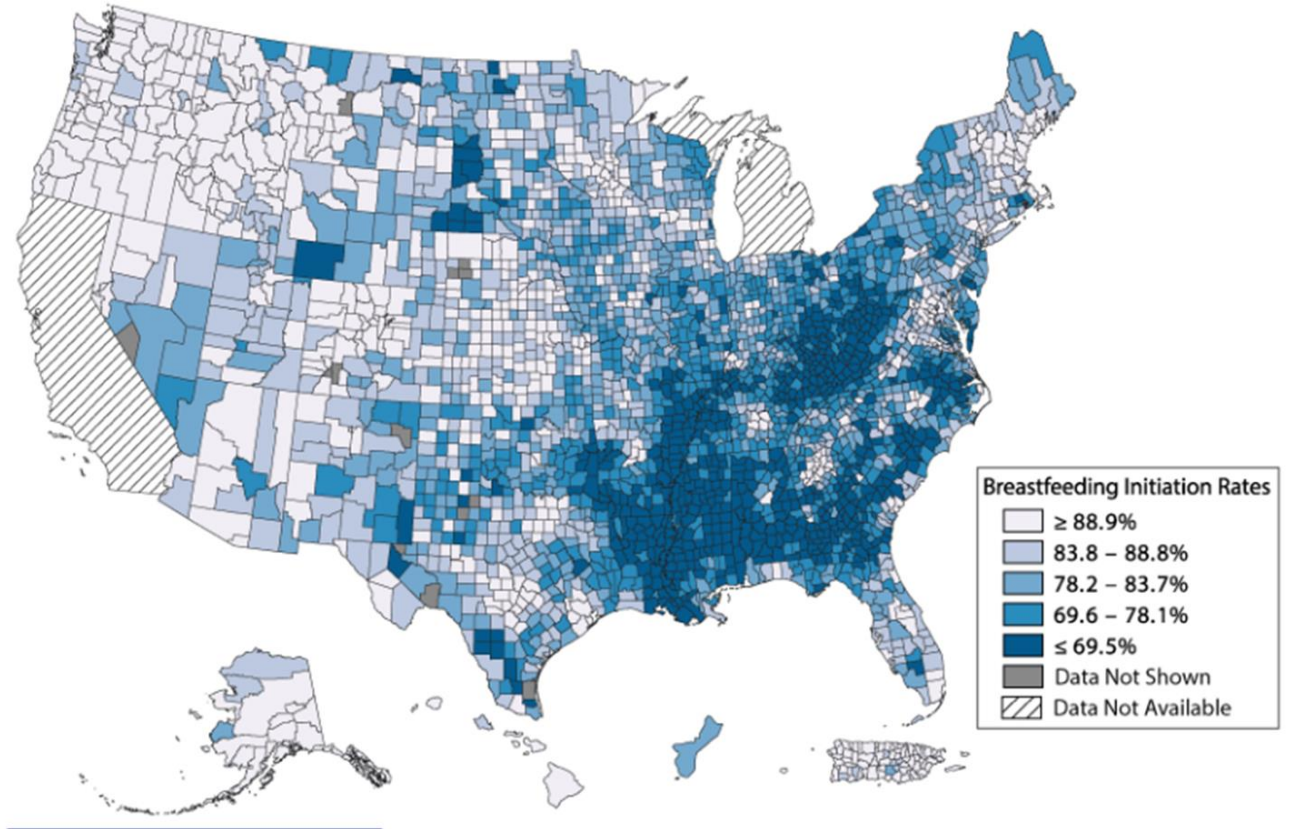 Breastfeeding Initiation Rates
≥ 88.9%
83.8 – 88.8%
78.2 – 83.7%
69.6 – 78.1%
≤ 69.5%
Data Not Shown
Data Not Available